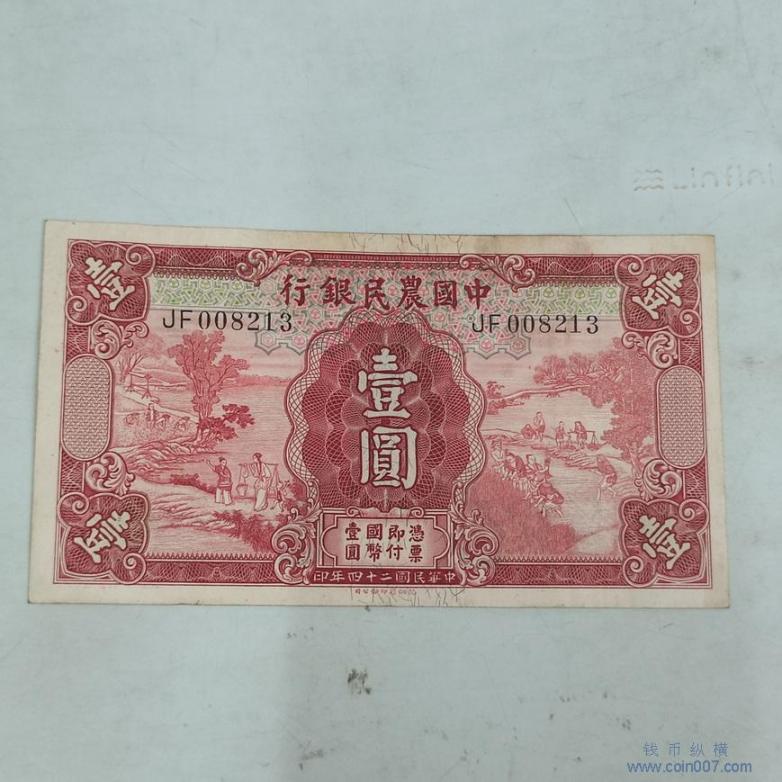 壹
壹
中國農民銀行
JF008213
JF008213
壹圓
憑票
即付
國幣
壹圓
壹
壹
中華民國二十四年印
钱币纵横
www.coin007.com